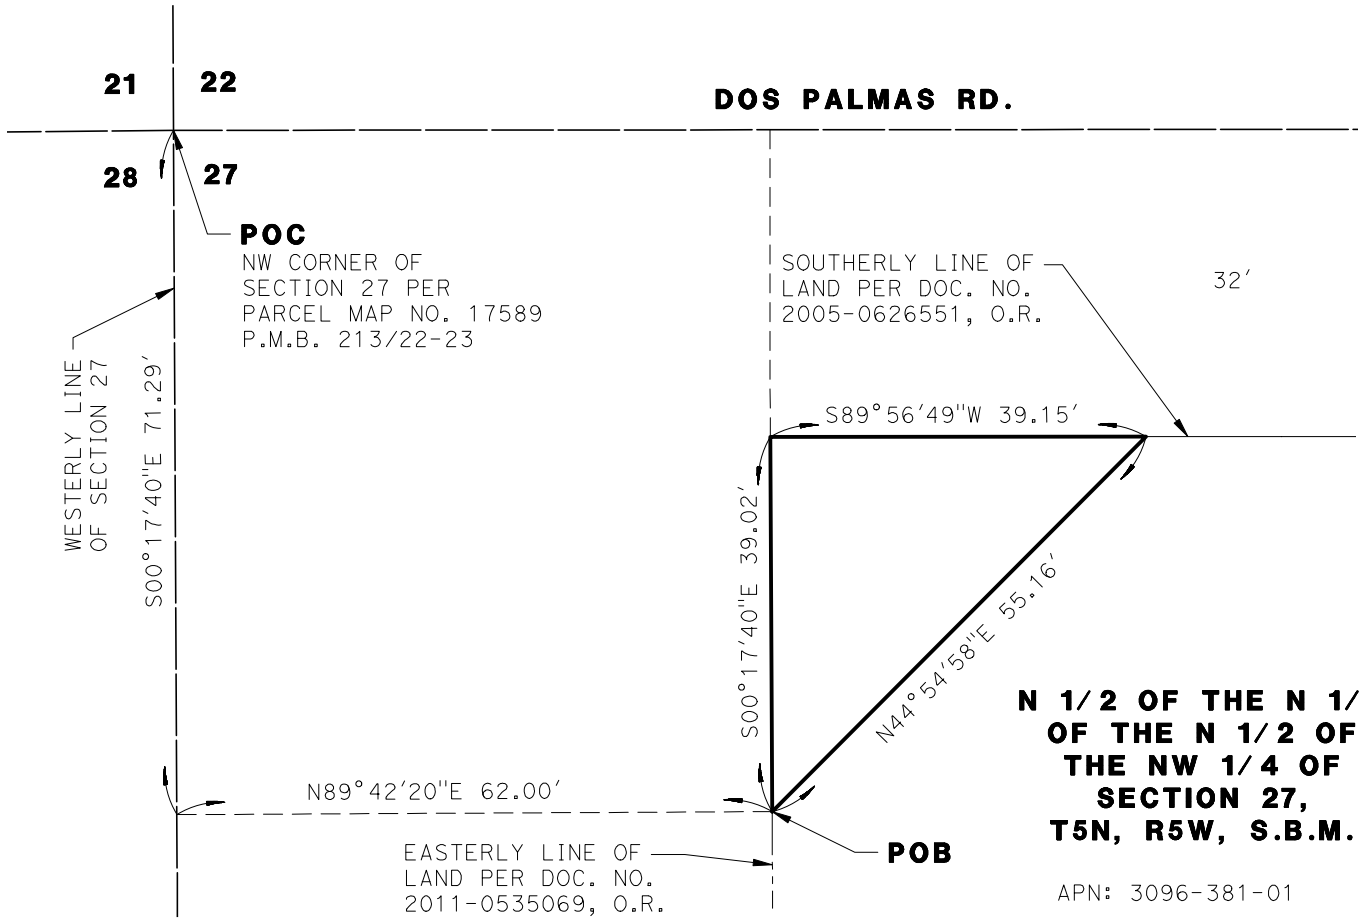 21 22
DOS PALMAS RD.
28 27
POC
NW CORNER OF
SECTION 27 PER
PARCEL MAP NO. 17589
P.M.B. 213/22-23
SOUTHERLY LINE OF
LAND PER DOC. NO.
2005-0626551, O.R.
32'
WESTERLY LINE
OF SECTION 27
S00°17'40"E 71.29'
S89°56'49"W 39.15'
S00°17'40"E 39.02'
N44°54'58"E 55.16'
N 1/2 OF THE N 1/
OF THE N 1/2 OF
THE NW 1/4 OF
SECTION 27,
T5N, R5W, S.B.M.
N89°42'20"E 62.00'
POB
EASTERLY LINE OF
LAND PER DOC. NO.
2011-0535069, O.R.
APN: 3096-381-01